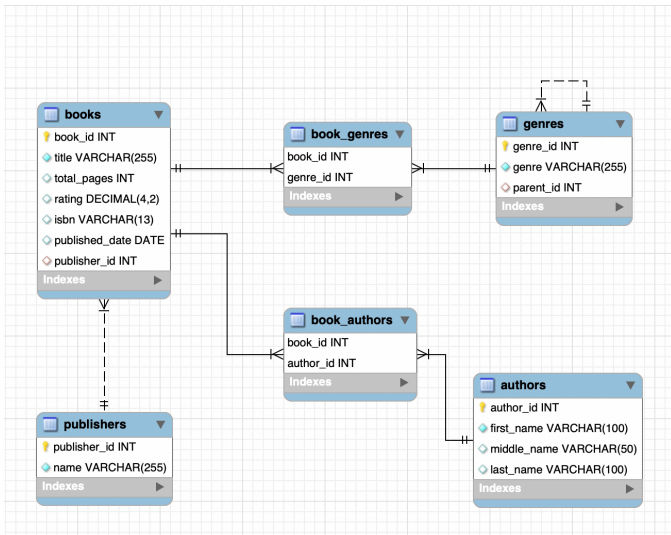 books
book_id INT
title VARCHAR(255)
total_pages INT
rating DECIMAL(4,2)
isbn VARCHAR(13)
published_date DATE
publisher_id INT
Indexes
book_genres
book_id INT
genre_id INT
Indexes
genres
genre_id INT
genre VARCHAR(255)
parent_id INT
Indexes
book_authors
book_id INT
author_id INT
Indexes
publishers
publisher_id INT
name VARCHAR(255)
Indexes
authors
author_id INT
first_name VARCHAR(100)
middle_name VARCHAR(50)
last_name VARCHAR(100)
Indexes